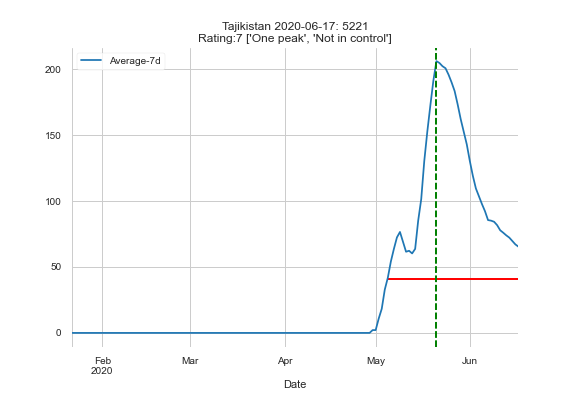 Tajikistan 2020-06-17: 5221
Rating:7 ['One peak', 'Not in control']
Average-7d
200
150
100
50
0
Feb
2020
Mar
Apr
May
Jun
Date